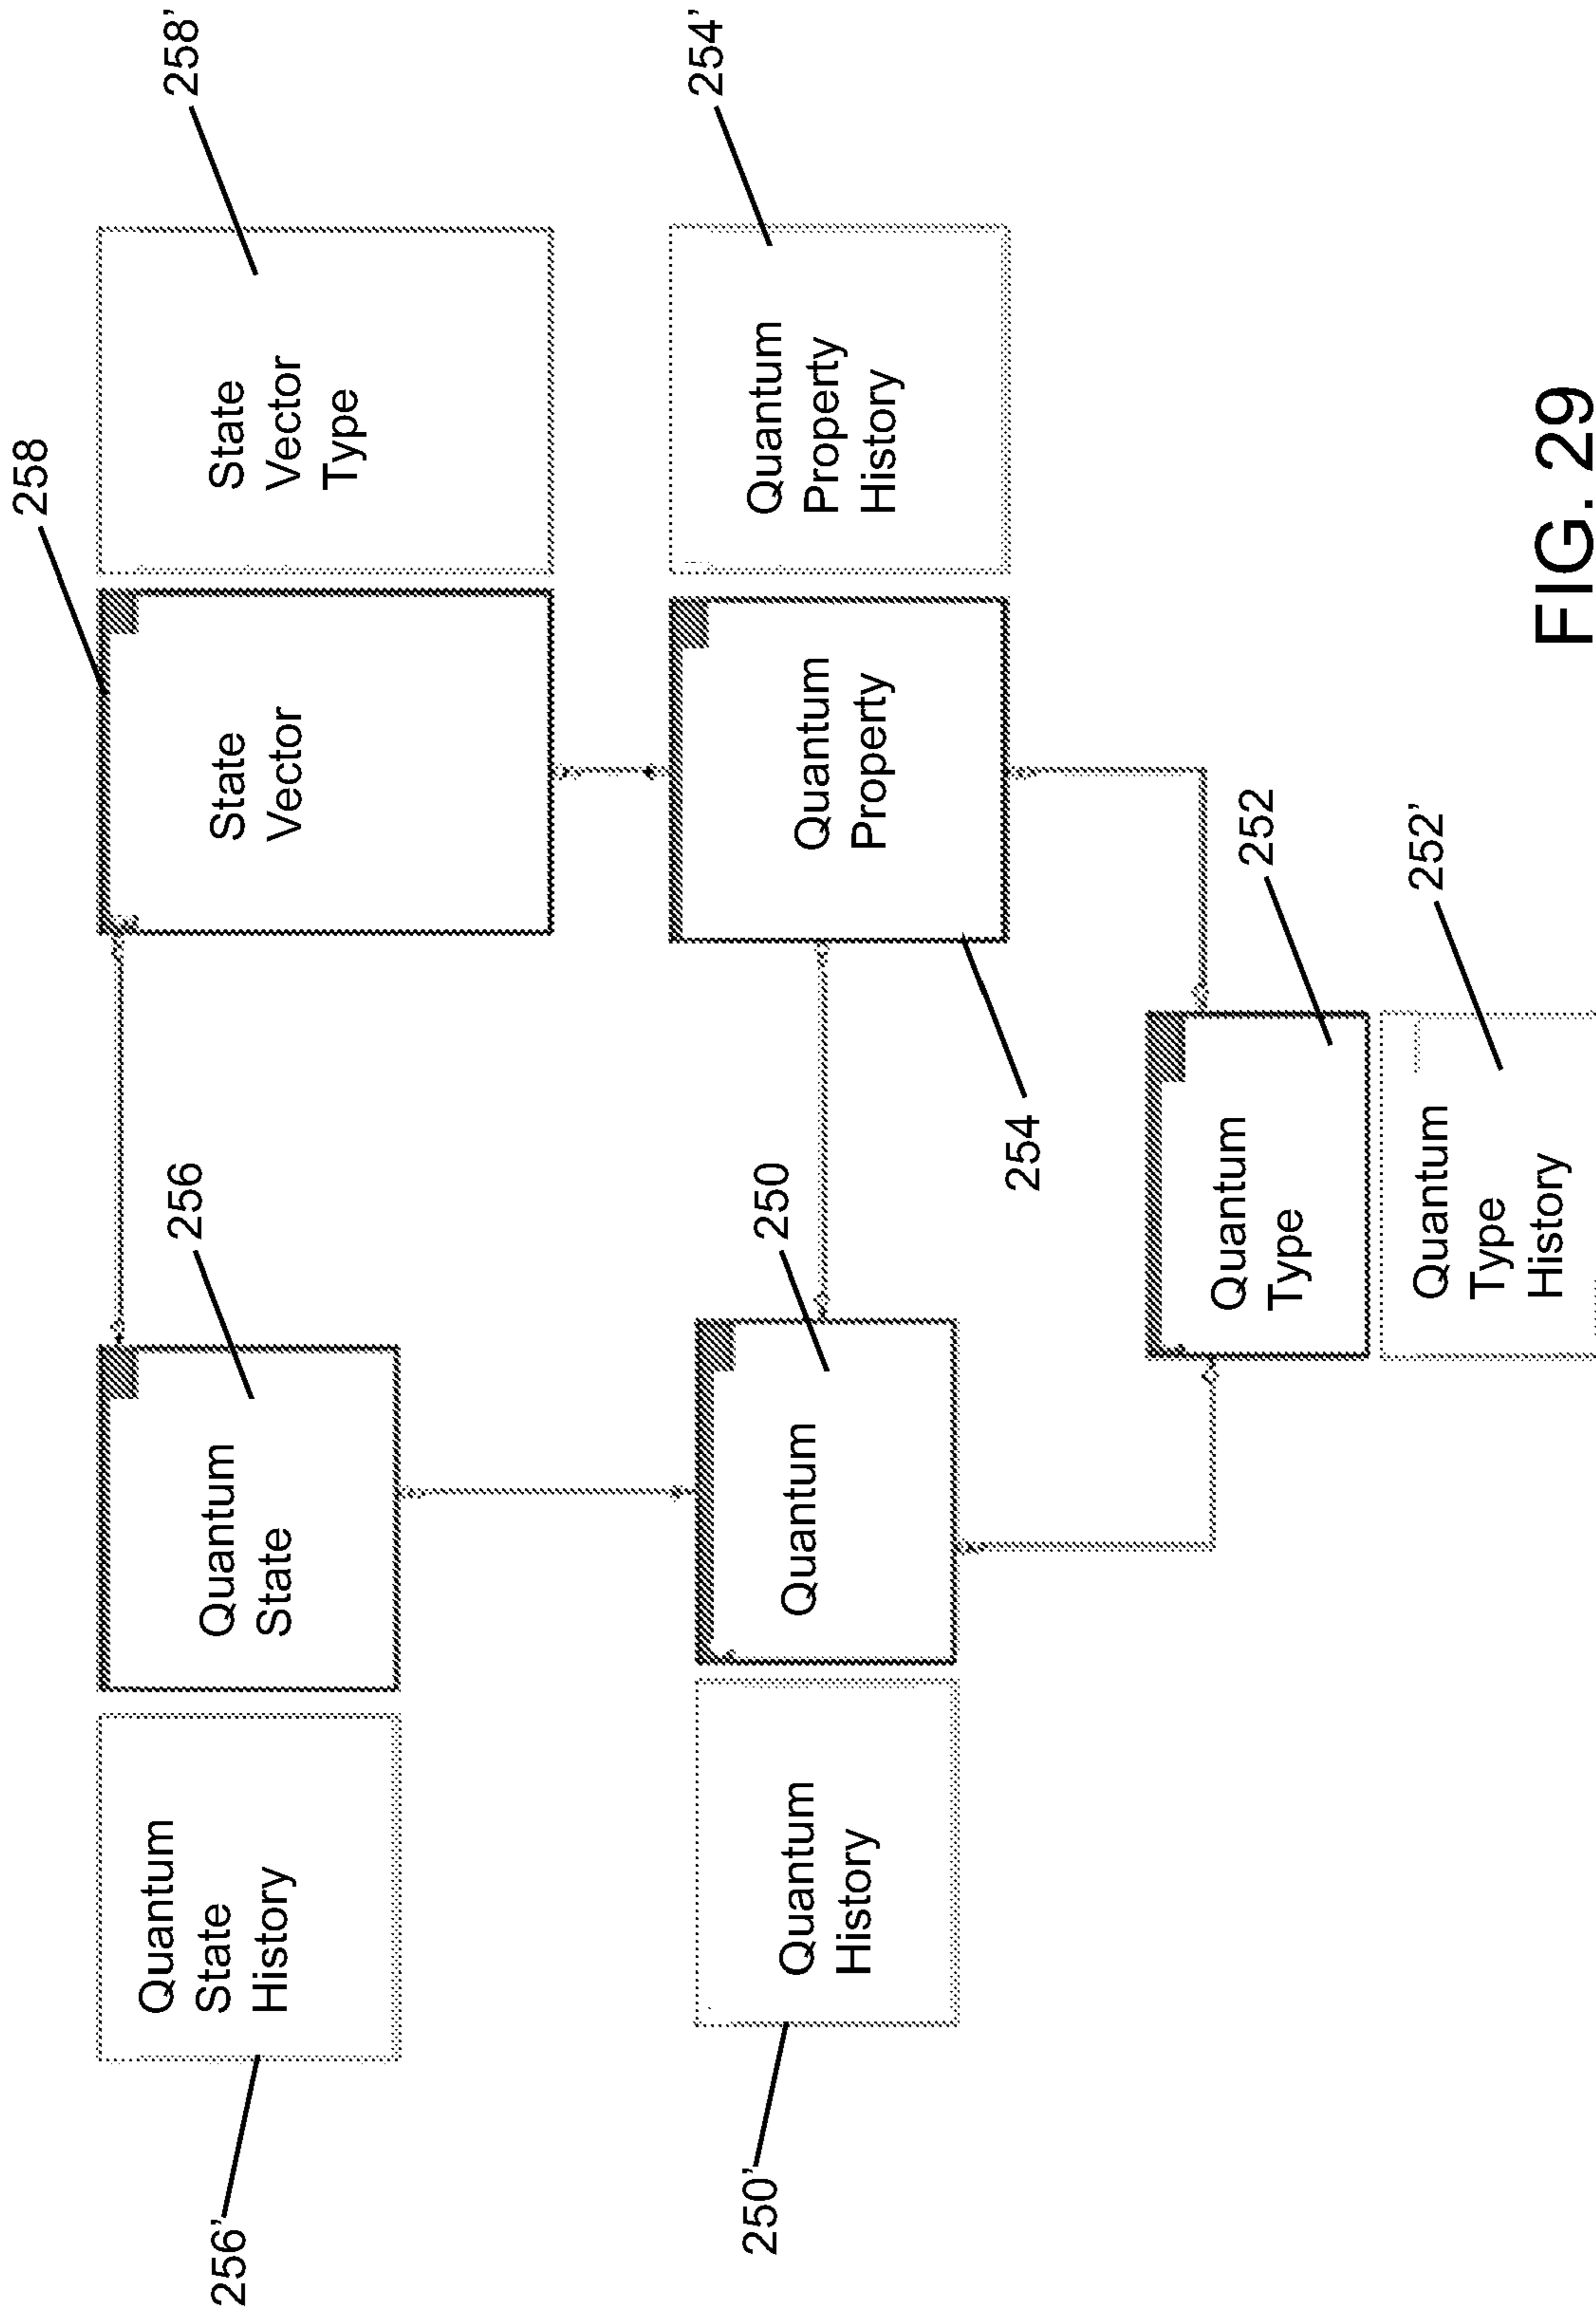 258
256'
256
258'
Quantum
State
History
Quantum
State
State
Vector
State
Vector
Type
250'
250
254'
Quantum
History
Quantum
Quantum
Property
Quantum
Property
History
254
252
Quantum
Type
252'
Quantum
Type
History
FIG. 29